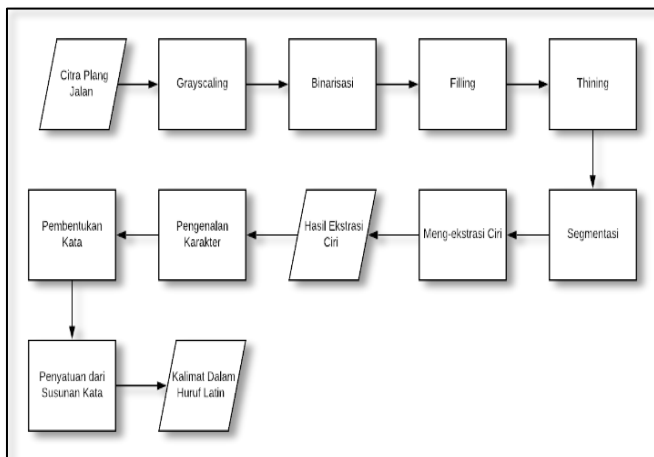 Citra Plang
Jalan
Grayscaling
Binarisasi
Filling
Thining
Segmentasi
Meng-ekstrasi Ciri
Hasil Ekstrasi
Ciri
Pengenalan
Karakter
Pembentukan
Kata
Penyatuan dari
Susunan Kata
Kalimat Dalam
Huruf Latin